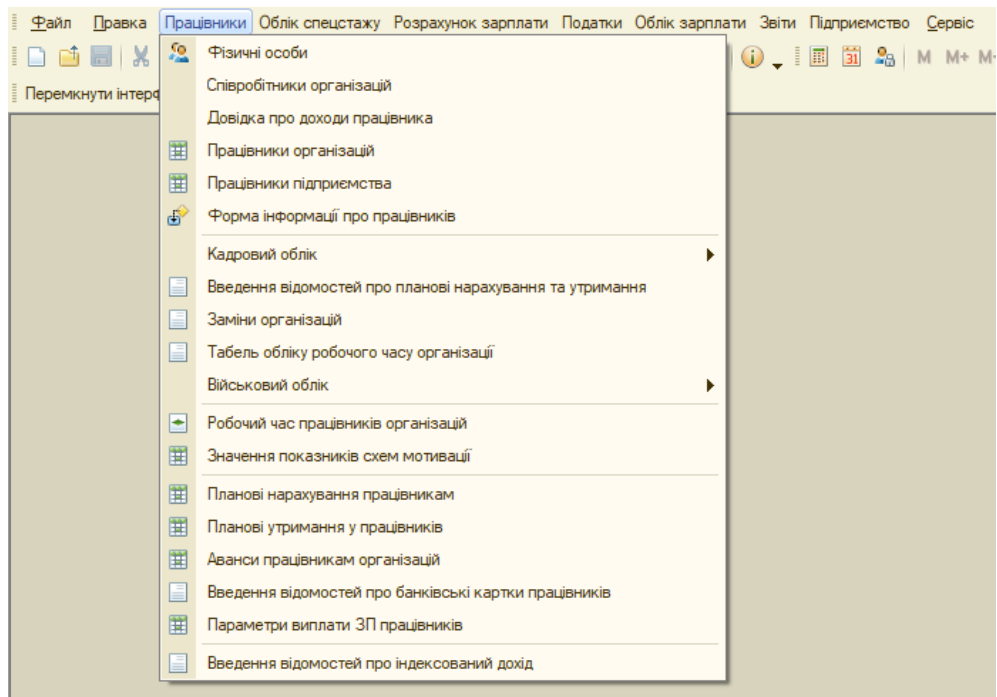 Файл Правка Працівники Облік спецстажу Розрахунок зарплати Податки Облік зарплати Звіти Підприємство Сервіс
31 M M+ M-
Перемкнути
Фізичні особи
Співробітники організацій
Довідка про доходи працівника
Працівники організацій
Працівники підприємства
Форма інформації про працівників
Кадровий облік
Введення відомостей про планові нарахування та утримання
Заміни організацій
Табель обліку робочого часу організації
Військовий облік
Робочий час працівників організацій
Значення показників схем мотивації
Планові нарахування працівникам
Планові утримання у працівників
Аванси працівникам організацій
Введення відомостей про банківські картки працівників
Параметри виплати ЗП працівників
Введення відомостей про індексований дохід